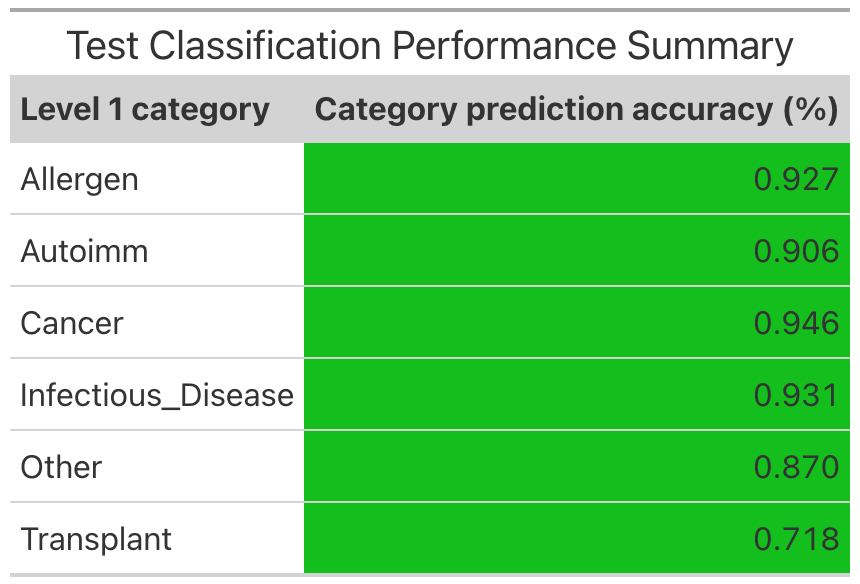 Test Classification Performance Summary
Level 1 category Category prediction accuracy (%)
Allergen 0.927
Autoimm 0.906
Cancer 0.946
Infectious_Disease 0.931
Other 0.870
Transplant 0.718